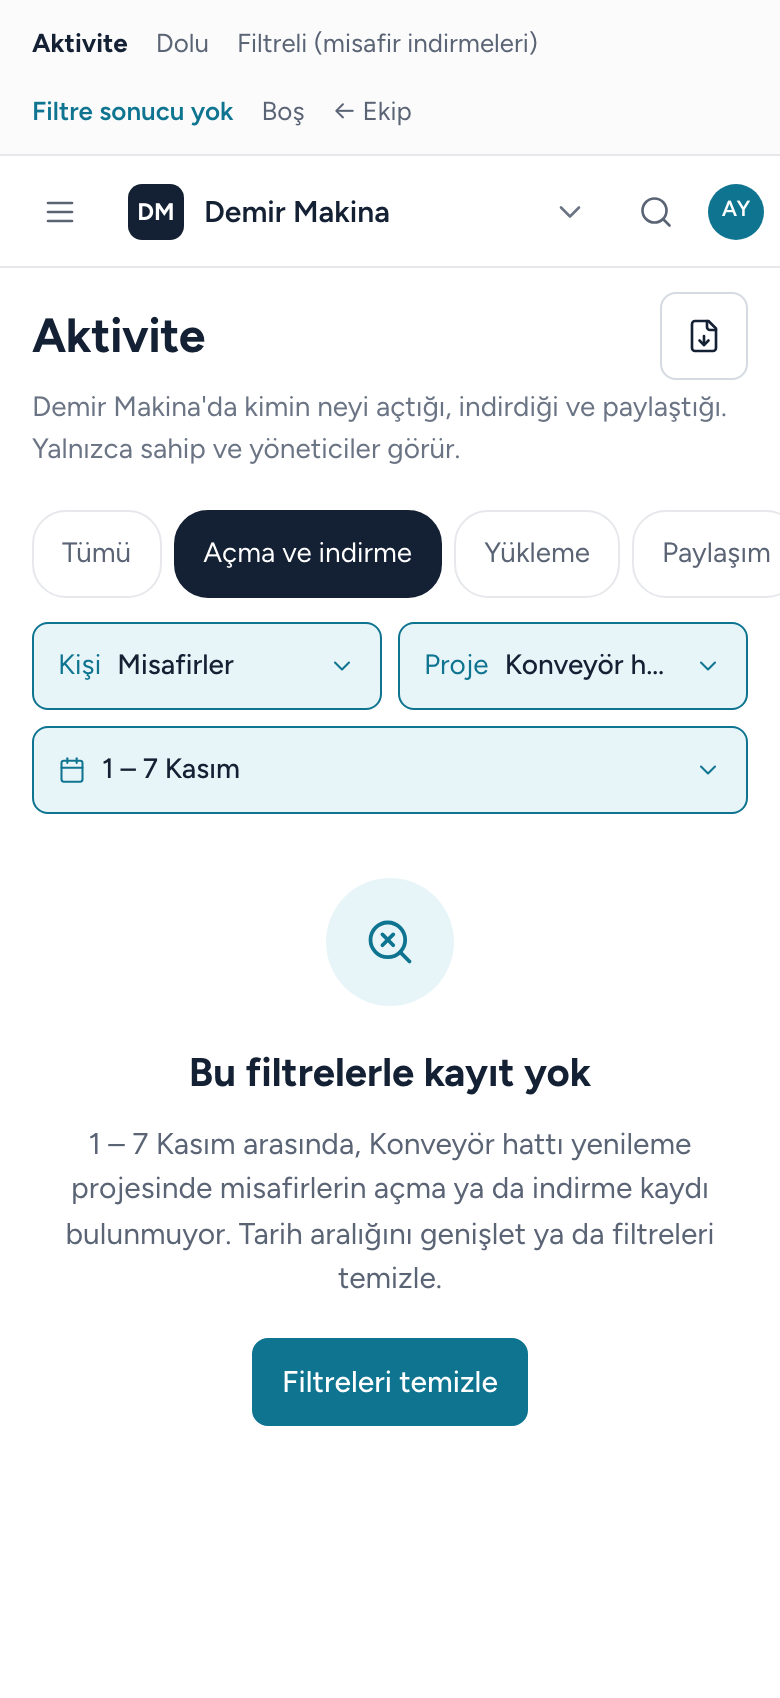 Aktivite Dolu Filtreli (misafir indirmeleri)
Filtre sonucu yok Boş ← Ekip
DM Demir Makina AY
Aktivite
Demir Makina'da kimin neyi açtığı, indirdiği ve paylaştığı.
Yalnızca sahip ve yöneticiler görür.
Tümü Açma ve indirme Yükleme Paylaşım
Kişi Misafirler Proje Konveyör h...
1 – 7 Kasım
Bu filtrelerle kayıt yok
1 – 7 Kasım arasında, Konveyör hattı yenileme
projesinde misafirlerin açma ya da indirme kaydı
bulunmuyor. Tarih aralığını genişlet ya da filtreleri
temizle.
Filtreleri temizle